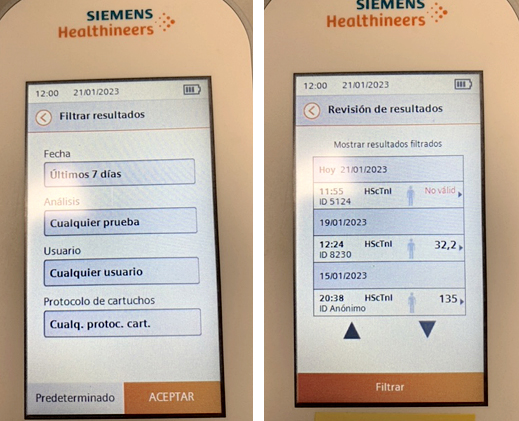 SIEMENS
Healthineers
12:00 21/01/2023
Filtrar resultados
Fecha
Últimos 7 días
Análisis
Cualquier prueba
Usuario
Cualquier usuario
Protocolo de cartuchos
Cualq. protoc. cart.
Predeterminado ACEPTAR
SIEMENS
Healthineers
12:00 21/01/2023
Revisión de resultados
Mostrar resultados filtrados
Hoy 21/01/2023
11:55 HScTnI No válid
ID 5124
19/01/2023
12:24 HScTnI 32,2
ID 8230
15/01/2023
20:38 HScTnI 135
ID Anónimo
Filtrar